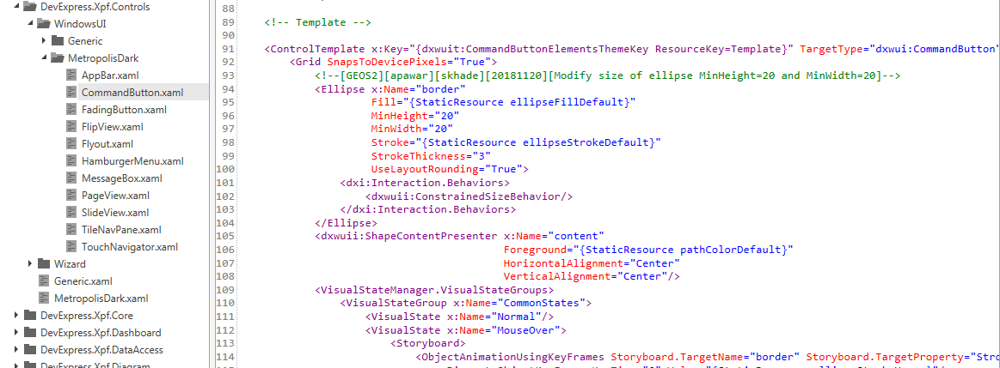 DevExpress.Xpf.Controls
WindowsUI
Generic
MetropolisDark
AppBar.xaml
CommandButton.xaml
FadingButton.xaml
FlipView.xaml
Flyout.xaml
HamburgerMenu.xaml
MessageBox.xaml
PageView.xaml
SlideView.xaml
TileNavPane.xaml
TouchNavigator.xaml
Wizard
Generic.xaml
MetropolisDark.xaml
DevExpress.Xpf.Core
DevExpress.Xpf.Dashboard
DevExpress.Xpf.DataAccess
DevExpress.Xpf.Diagram
88
89 <!-- Template -->
90
91 <ControlTemplate x:Key="{dxwuit:CommandButtonElementsThemeKey ResourceKey=Template}" TargetType="dxwui:CommandButton"
92 <Grid SnapsToDevicePixels="True">
93 <!--[GEOS2][apawar][skhade][20181120][Modify size of ellipse MinHeight=20 and MinWidth=20]-->
94 <Ellipse x:Name="border"
95 Fill="{StaticResource ellipseFillDefault}"
96 MinHeight="20"
97 MinWidth="20"
98 Stroke="{StaticResource ellipseStrokeDefault}"
99 StrokeThickness="3"
100 UseLayoutRounding="True">
101 <dxi:Interaction.Behaviors>
102 <dxwuii:ConstrainedSizeBehavior/>
103 </dxi:Interaction.Behaviors>
104 </Ellipse>
105 <dxwuii:ShapeContentPresenter x:Name="content"
106 Foreground="{StaticResource pathColorDefault}"
107 HorizontalAlignment="Center"
108 VerticalAlignment="Center"/>
109 <VisualStateManager.VisualStateGroups>
110 <VisualStateGroup x:Name="CommonStates">
111 <VisualState x:Name="Normal"/>
112 <VisualState x:Name="MouseOver">
113 <Storyboard>
114 <ObjectAnimationUsingKeyFrames Storyboard.TargetName="border" Storyboard.TargetProperty="Stro